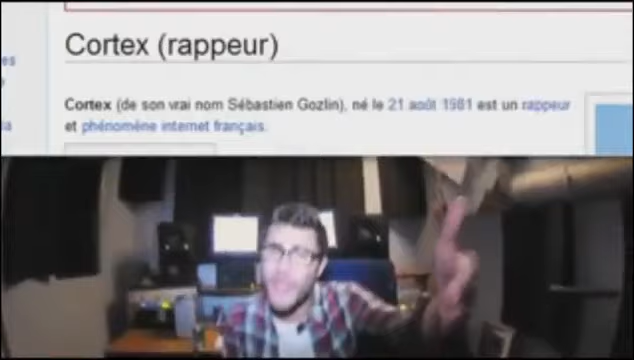 Cortex (rappeur)
Cortex (de son vrai nom Sébastien Gozlin), né le 21 août 1981 est un rappeur
et phénomène internet français.